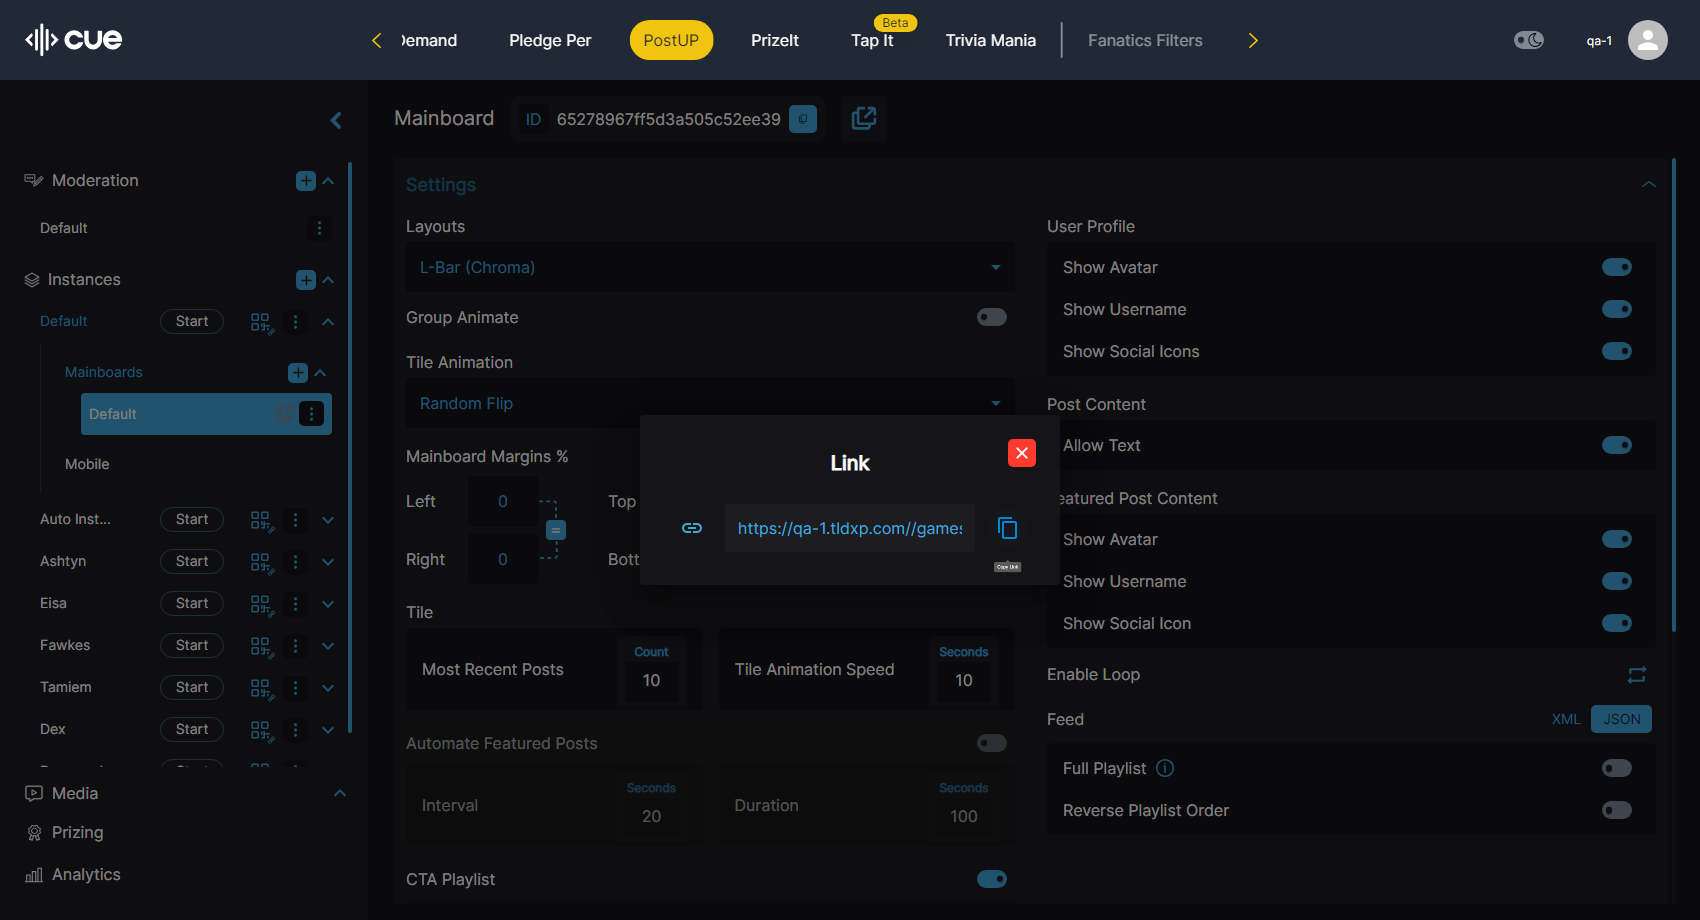 cue
Demand
Pledge Per
PostUP
PrizeIt
Beta
Tap It
Trivia Mania
Fanatics Filters
qa-1
Moderation
Default
Instances
Default Start
Mainboards
Default
Mobile
Auto Inst... Start
Ashtyn Start
Eisa Start
Fawkes Start
Tamiem Start
Dex Start
Media
Prizing
Analytics
Mainboard ID 65278967ff5d3a505c52ee39
Settings
Layouts
L-Bar (Chroma)
Group Animate
Tile Animation
Random Flip
Mainboard Margins %
Left 0 Top
Right 0 Bott
Tile
Most Recent Posts Count 10
Tile Animation Speed Seconds 10
Automate Featured Posts
Interval Seconds 20
Duration Seconds 100
CTA Playlist
User Profile
Show Avatar
Show Username
Show Social Icons
Post Content
Allow Text
eatured Post Content
Show Avatar
Show Username
Show Social Icon
Enable Loop
Feed XML JSON
Full Playlist
Reverse Playlist Order
Link
https://qa-1.tldxp.com//games
Copy Link